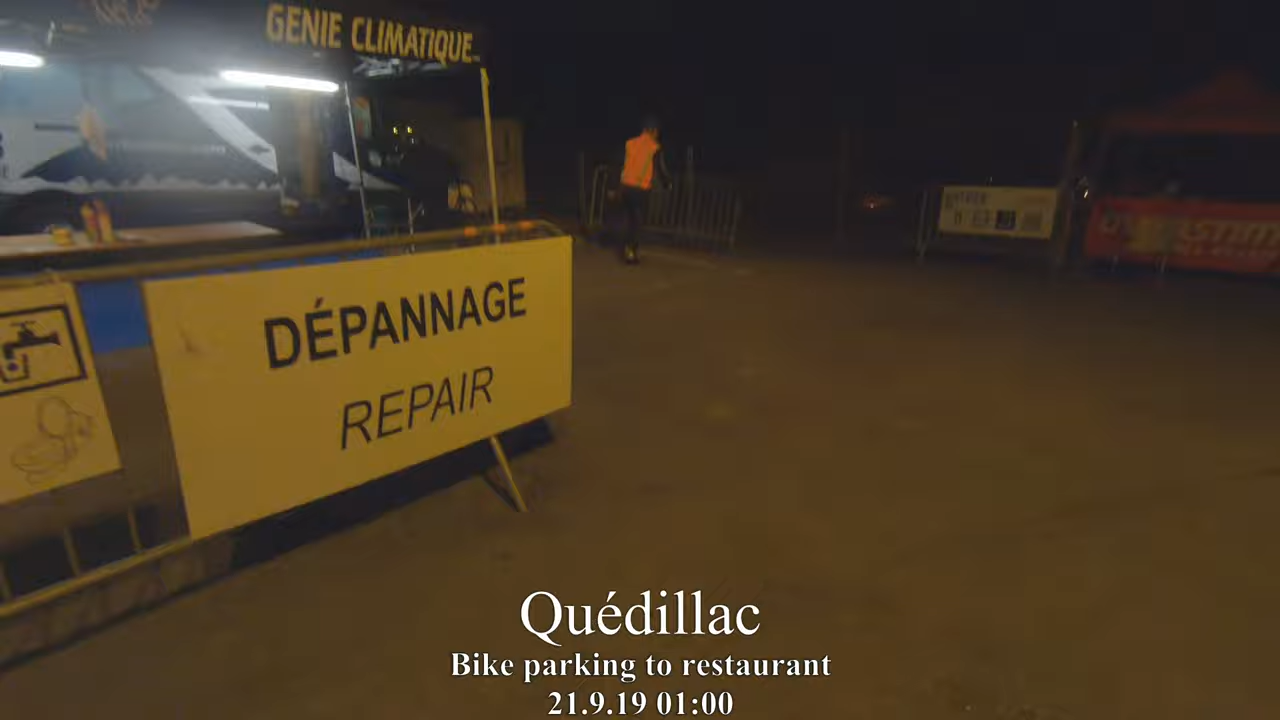 GENIE CLIMATIQUE
DÉPANNAGE
REPAIR
Quédillac
Bike parking to restaurant
21.9.19 01:00